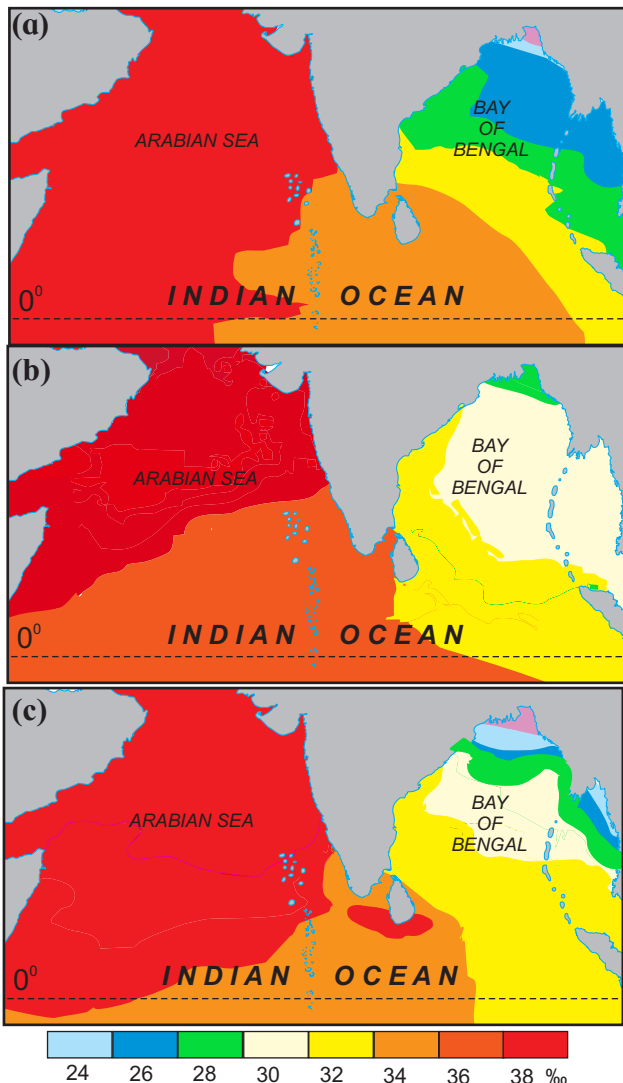 (a)
ARABIAN SEA
BAY
OF
BENGAL
0⁰
INDIAN OCEAN
(b)
ARABIAN SEA
BAY
OF
BENGAL
0⁰
INDIAN OCEAN
(c)
ARABIAN SEA
BAY
OF
BENGAL
0⁰
INDIAN OCEAN
24 26 28 30 32 34 36 38 ‰